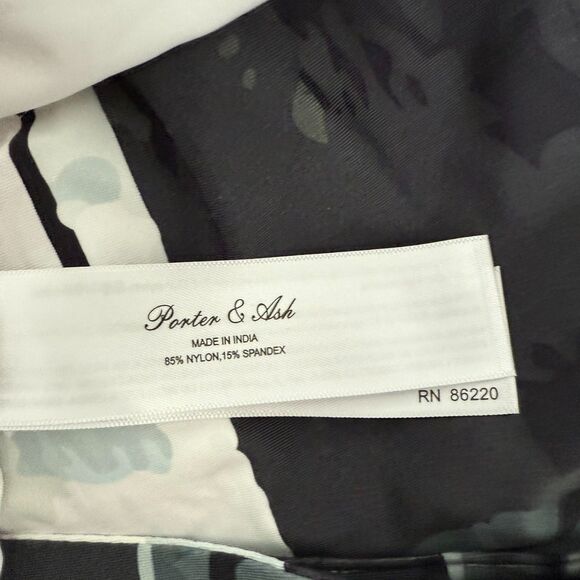 Porter & Ash
MADE IN INDIA
85% NYLON,15% SPANDEX
RN 86220